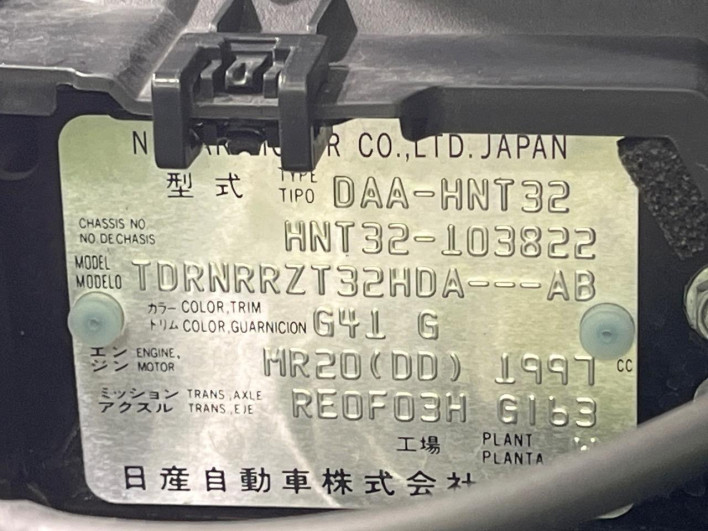 CO.,LTD. JAPAN
型式 TYPE TIPO DAA-HNT32
CHASSIS NO
NO.DE CHASIS HNT32-103822
MODEL
MODELO TDRNRRZT32HDA---AB
カラー COLOR,TRIM
トリム COLOR,GUARNICION G41 G
エン ENGINE,
ジン MOTOR MR20(DD) 1997 CC
ミッション TRANS,AXLE
アクスル TRANS,EJE RE0F03H G163
工場 PLANT
PLANTA
日産自動車株式会社